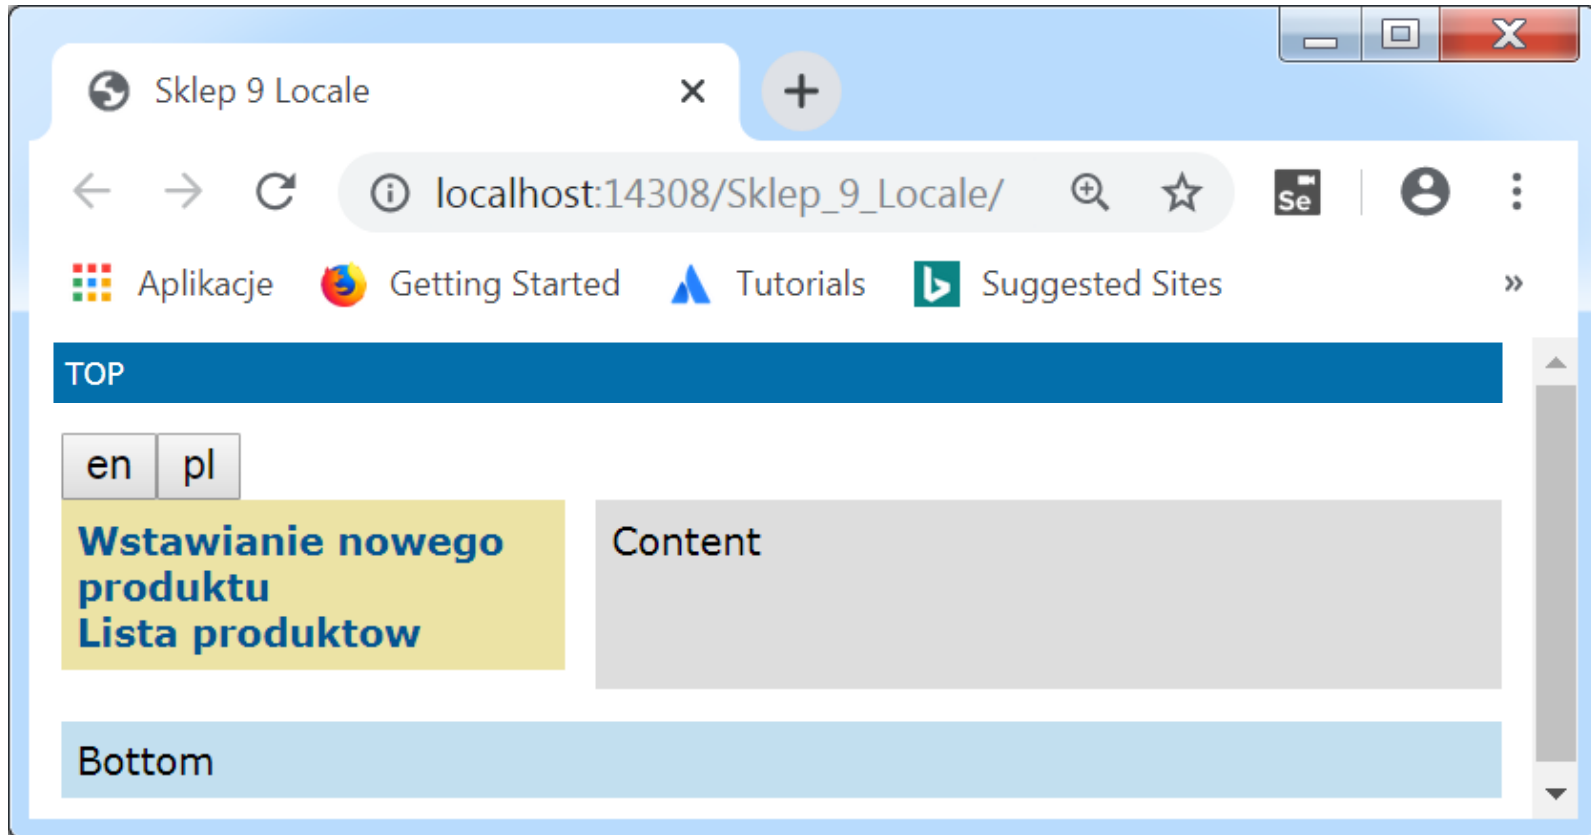 Sklep 9 Locale
localhost:14308/Sklep_9_Locale/
Se
Aplikacje Getting Started Tutorials Suggested Sites »
TOP
en pl
Wstawianie nowego
produktu
Lista produktow
Content
Bottom